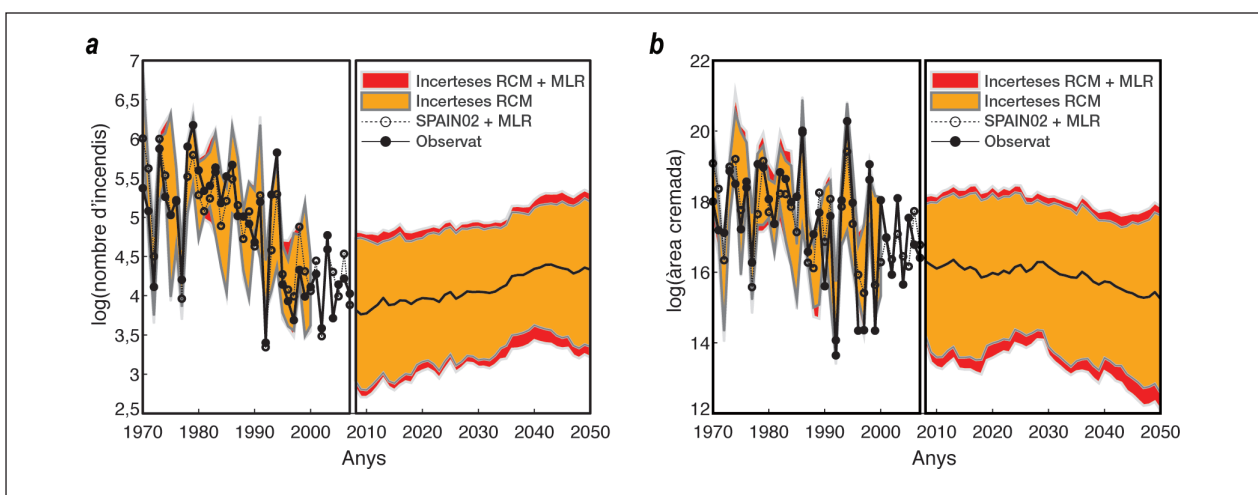 a
7
6,5
6
5,5
5
4,5
4
3,5
3
2,5
log(nombre d'incendis)
Incerteses RCM + MLR
Incerteses RCM
SPAIN02 + MLR
Observat
1970 1980 1990 2000 2010 2020 2030 2040 2050
Anys
b
22
20
18
16
14
12
log(àrea cremada)
Incerteses RCM + MLR
Incerteses RCM
SPAIN02 + MLR
Observat
1970 1980 1990 2000 2010 2020 2030 2040 2050
Anys